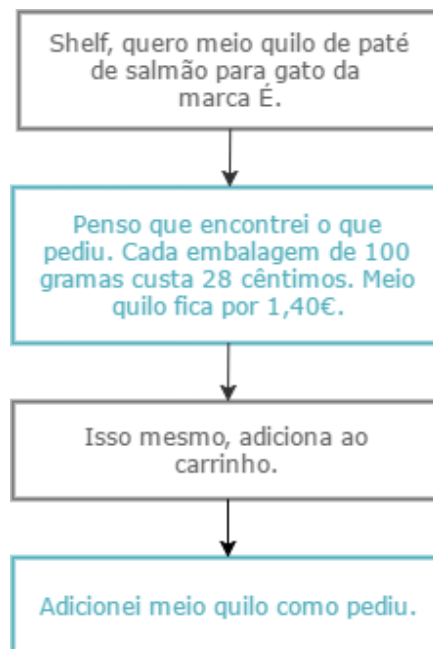 Shelf, quero meio quilo de paté
de salmão para gato da
marca É.
Penso que encontrei o que
pediu. Cada embalagem de 100
gramas custa 28 cêntimos. Meio
quilo fica por 1,40€.
Isso mesmo, adiciona ao
carrinho.
Adicionei meio quilo como pediu.